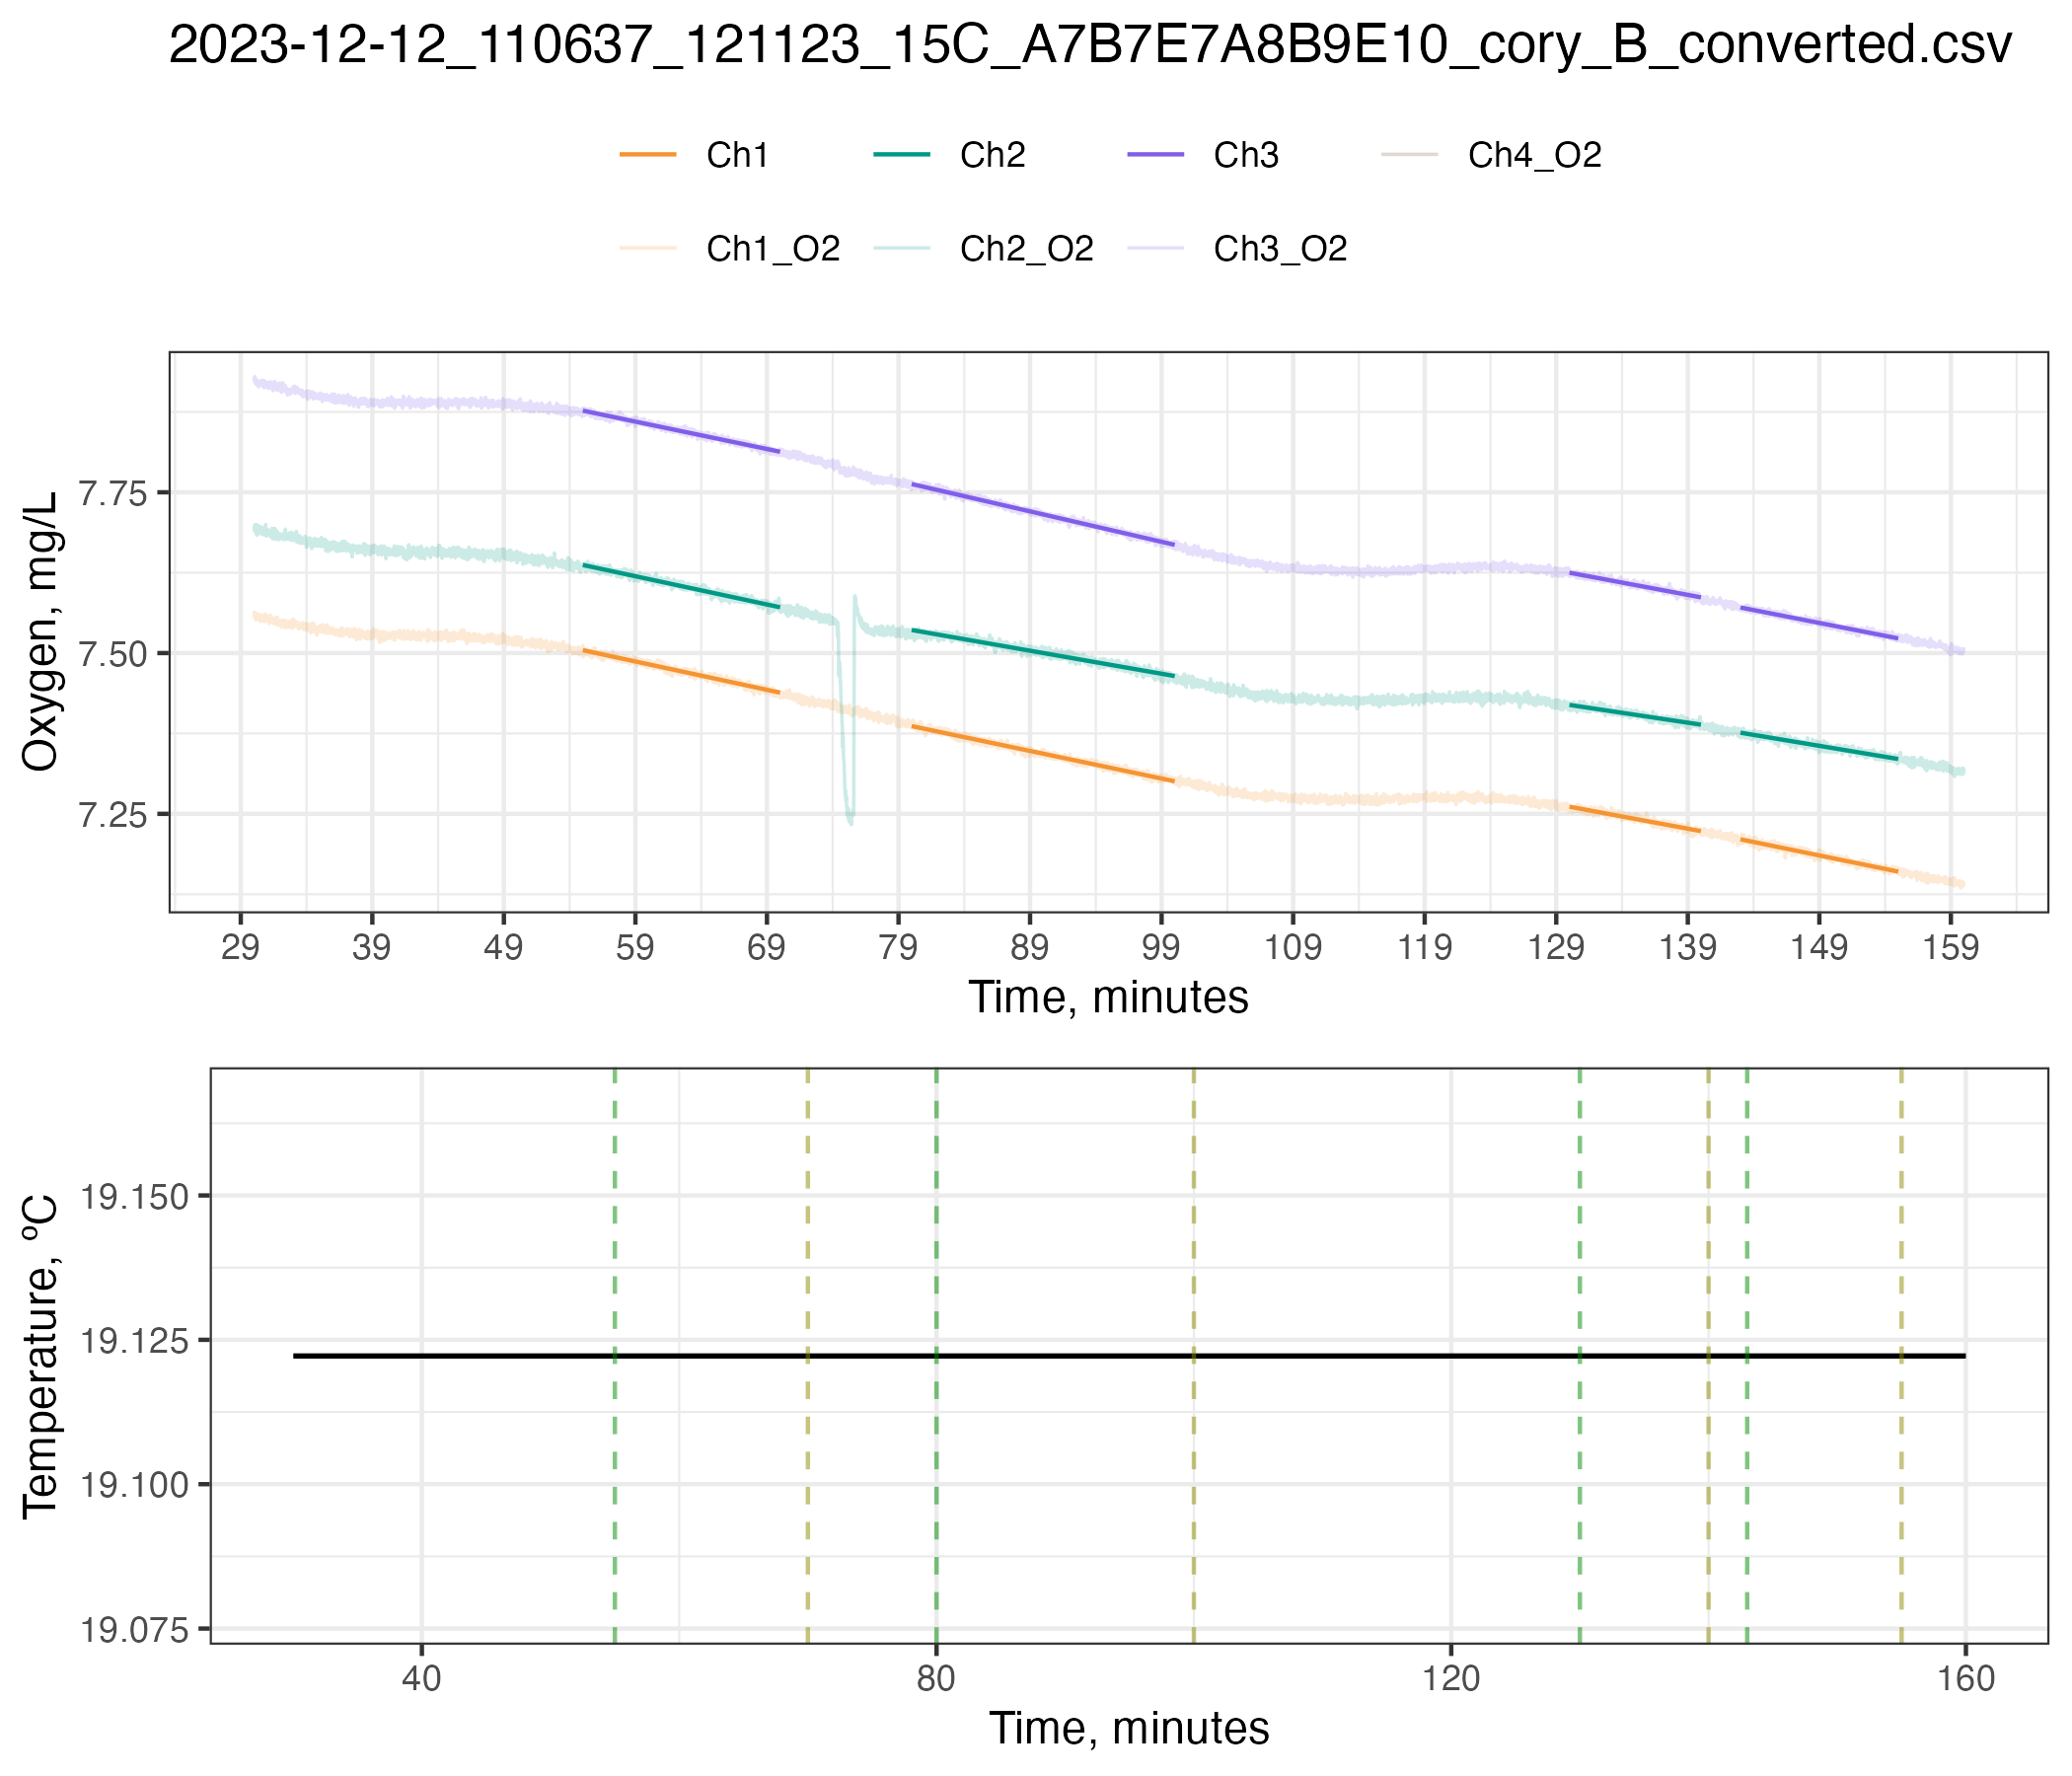 2023-12-12_110637_121123_15C_A7B7E7A8B9E10_cory_B_converted.csv
Ch1 Ch2 Ch3 Ch4_O2
Ch1_O2 Ch2_O2 Ch3_O2
Oxygen, mg/L
7.75
7.50
7.25
29 39 49 59 69 79 89 99 109 119 129 139 149 159
Time, minutes
Temperature, ºC
19.150
19.125
19.100
19.075
40 80 120 160
Time, minutes